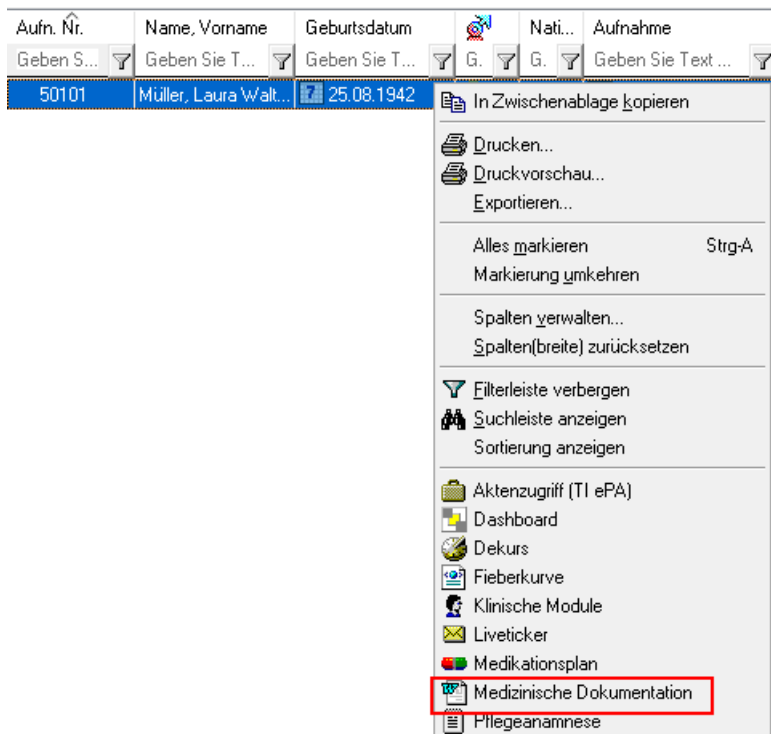 Aufn. Nr. Name, Vorname Geburtsdatum Nati... Aufnahme
Geben S... Geben Sie T... Geben Sie T... G. G. Geben Sie Text ...
50101 Müller, Laura Walt... 7 25.08.1942
In Zwischenablage kopieren
Drucken...
Druckvorschau...
Exportieren...
Alles markieren Strg-A
Markierung umkehren
Spalten verwalten...
Spalten(breite) zurücksetzen
Filterleiste verbergen
Suchleiste anzeigen
Sortierung anzeigen
Aktenzugriff (TI ePA)
Dashboard
Dekurs
Fieberkurve
Klinische Module
Liveticker
Medikationsplan
Medizinische Dokumentation
Pflegeanamnese